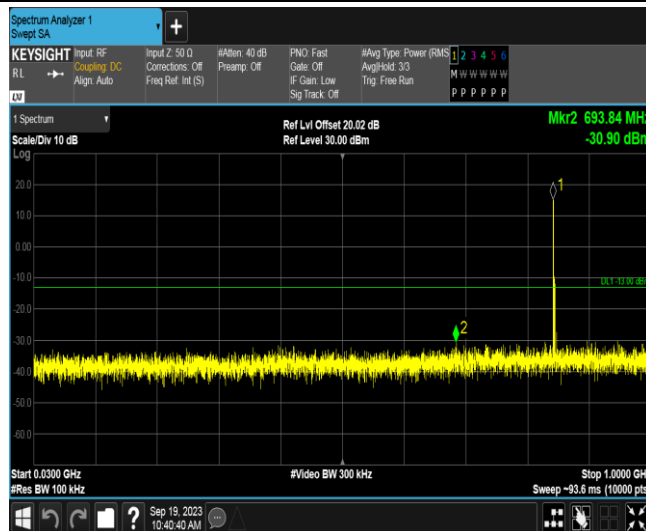 Spectrum Analyzer 1
Swept SA
KEYSIGHT
RL
LXI
Input: RF
Coupling: DC
Align: Auto
Input Z: 50 Ω
Corrections: Off
Freq Ref: Int (S)
#Atten: 40 dB
Preamp: Off
PNO: Fast
Gate: Off
IF Gain: Low
Sig Track: Off
#Avg Type: Power (RMS
Avg|Hold: 3/3
Trig: Free Run
1 2 3 4 5 6
M W W W W W
P P P P P P
1 Spectrum
Scale/Div 10 dB
Log
Ref Lvl Offset 20.02 dB
Ref Level 30.00 dBm
Mkr2 693.84 MHz
-30.90 dBm
20.0
10.0
0.00
-10.0
-20.0
-30.0
-40.0
-50.0
-60.0
1
2
DL1 -13.00 dBm
Start 0.0300 GHz
#Res BW 100 kHz
#Video BW 300 kHz
Stop 1.0000 GH
Sweep ~93.6 ms (10000 pts
?
Sep 19, 2023
10:40:40 AM